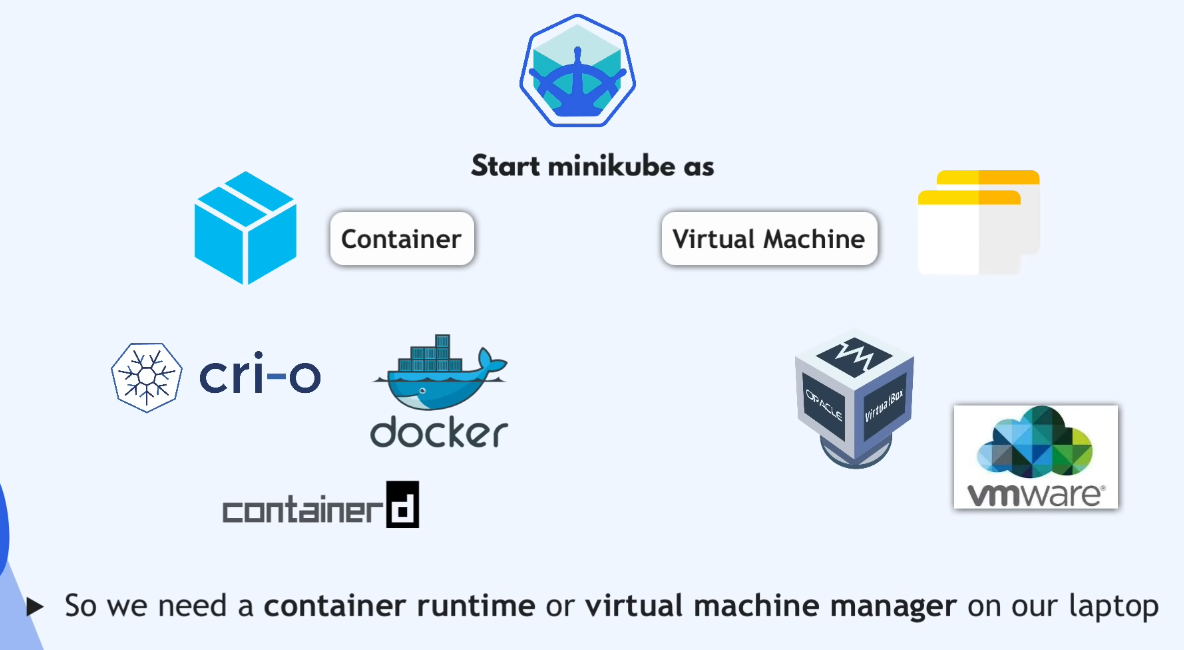 Start minikube as
Container
Virtual Machine
cri-o
docker
containerd
ORACLE
VirtualBox
vmware®
So we need a container runtime or virtual machine manager on our laptop